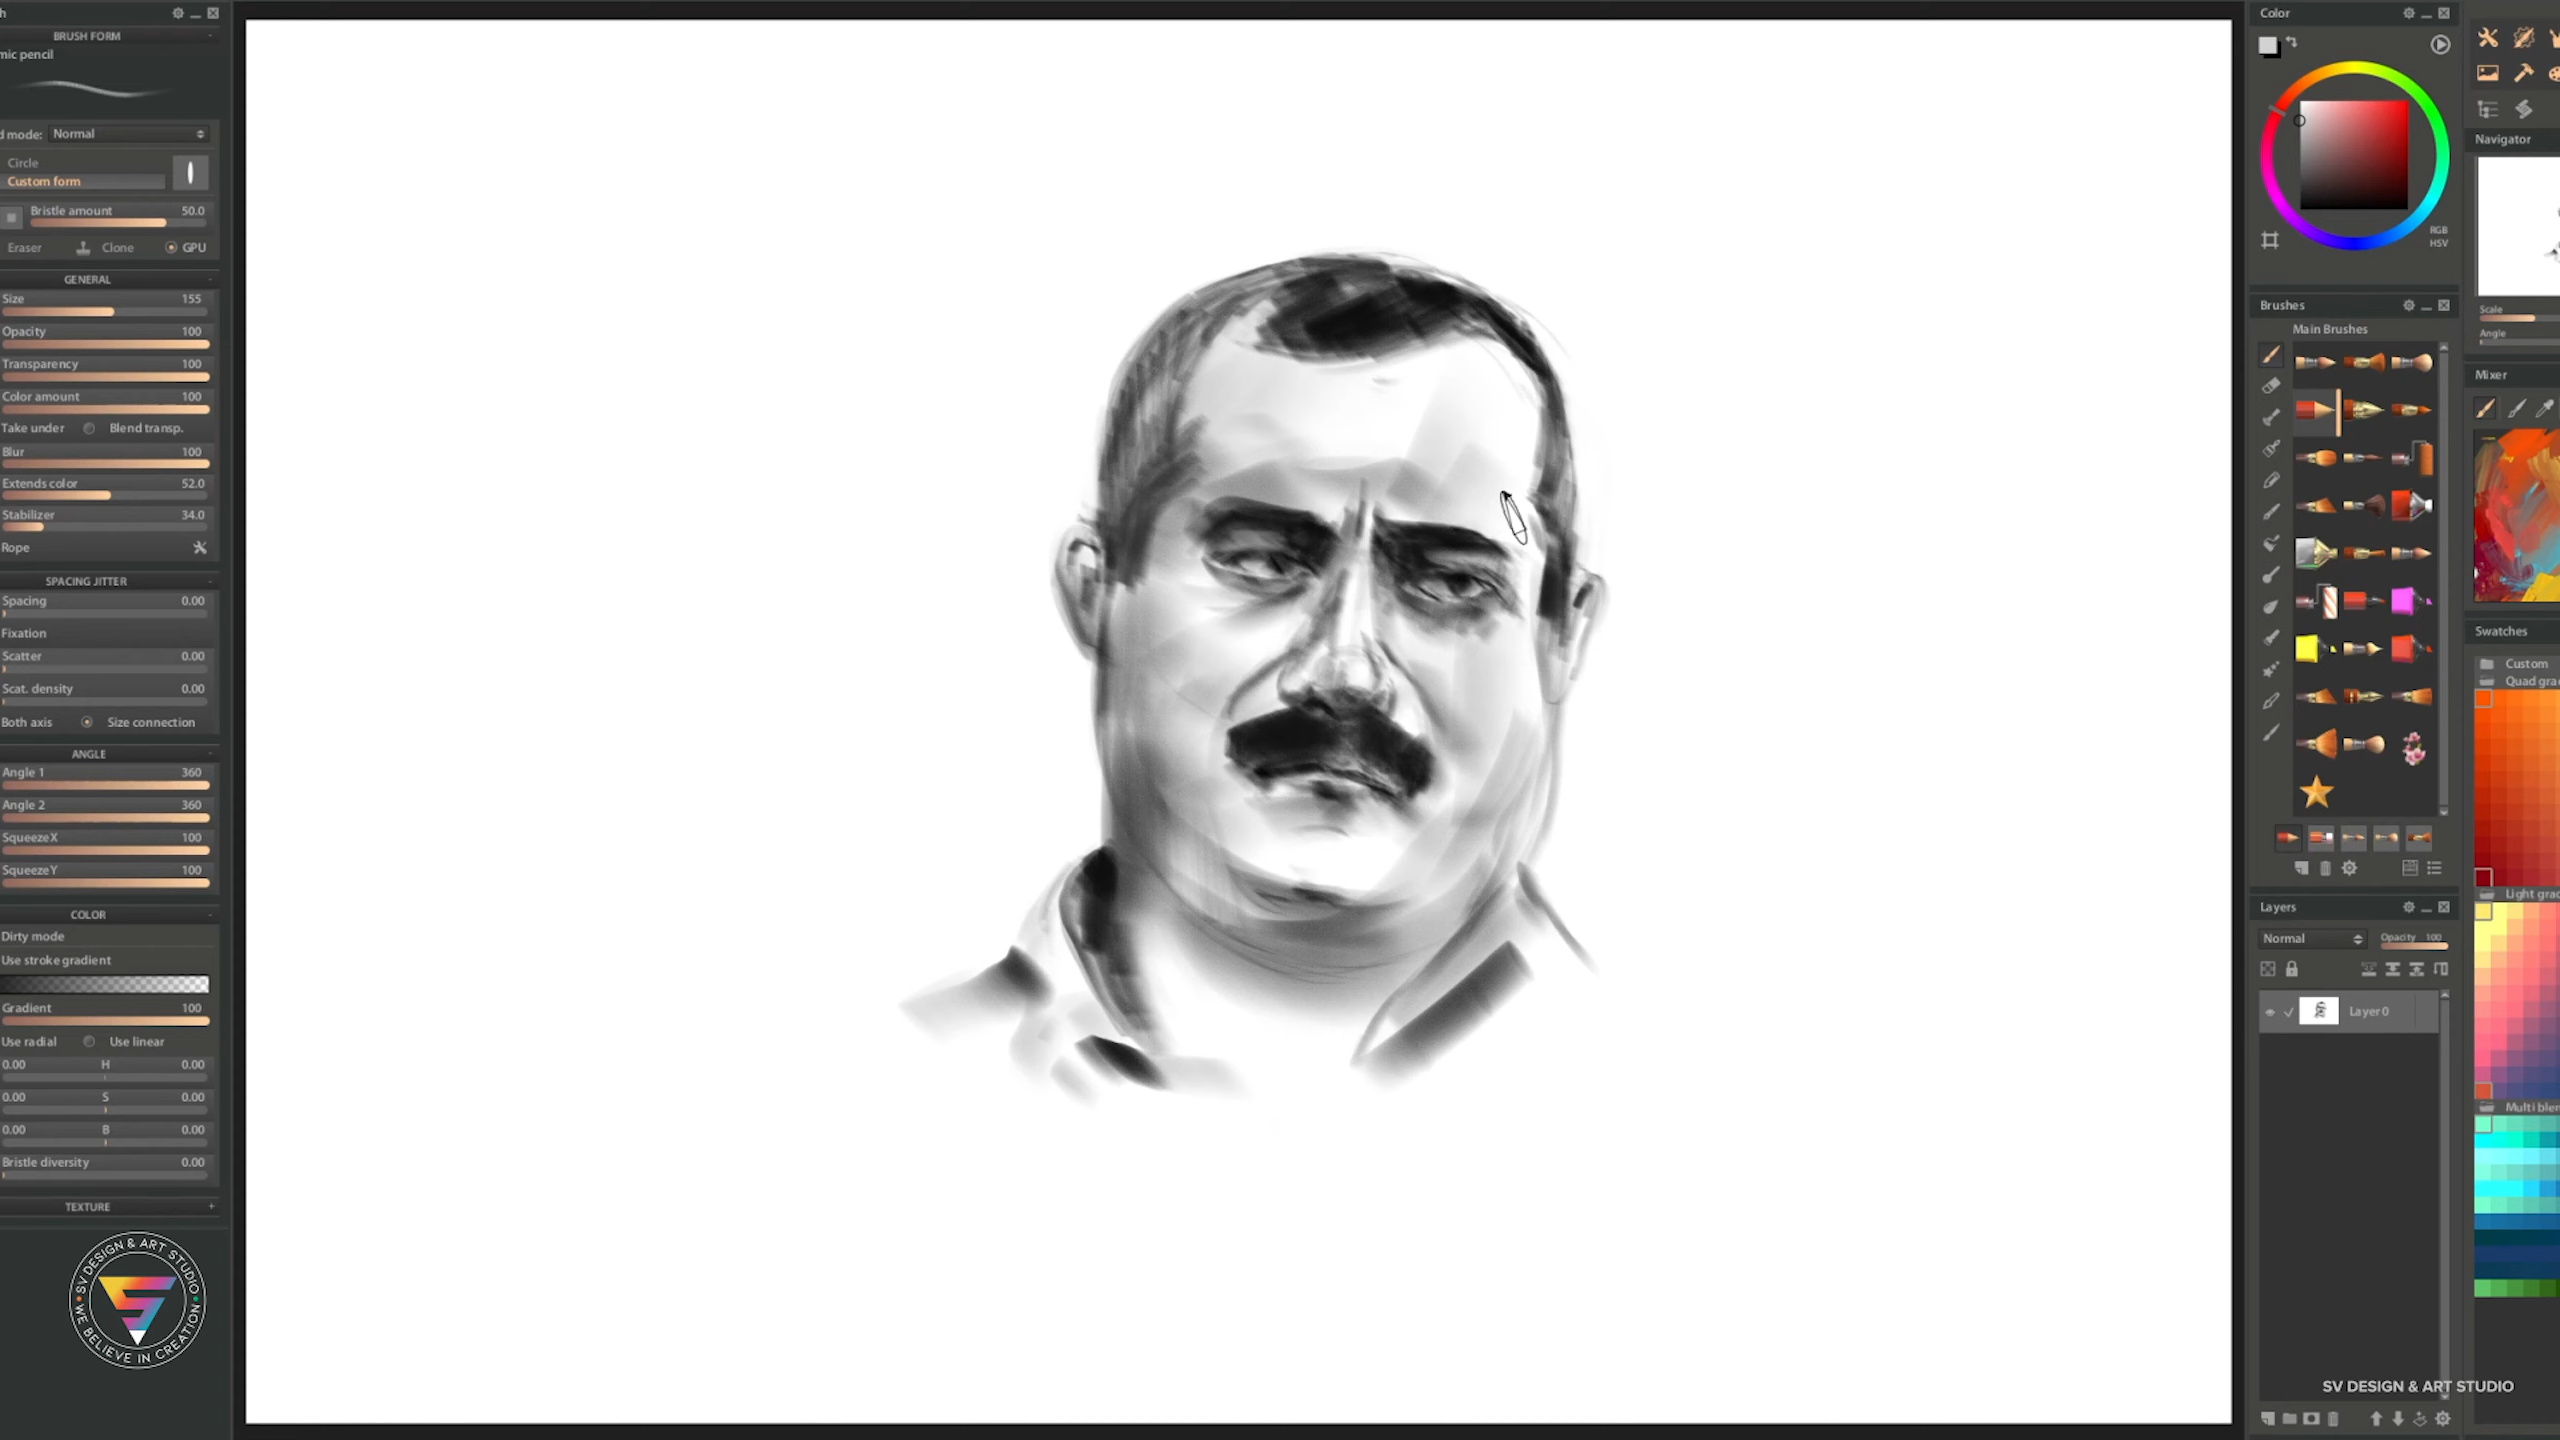 h
BRUSH FORM
mic pencil
d mode: Normal
Circle
Custom form
Bristle amount 50.0
Eraser Clone GPU
GENERAL
Size 155
Opacity 100
Transparency 100
Color amount 100
Take under Blend transp.
Blur 100
Extends color 52.0
Stabilizer 34.0
Rope
SPACING JITTER
Spacing 0.00
Fixation
Scatter 0.00
Scat. density 0.00
Both axis Size connection
ANGLE
Angle 1 360
Angle 2 360
SqueezeX 100
SqueezeY 100
COLOR
Dirty mode
Use stroke gradient
Gradient 100
Use radial Use linear
0.00 H 0.00
0.00 S 0.00
0.00 B 0.00
Bristle diversity 0.00
TEXTURE
SV DESIGN & ART STUDIO
WE BELIEVE IN CREATION
Color
RGB
HSV
Brushes
Main Brushes
Layers
Normal Opacity 100
Layer0
Navigator
Scale
Angle
Mixer
Swatches
Custom
Quad gra
Light grad
Multi blen
SV DESIGN & ART STUDIO